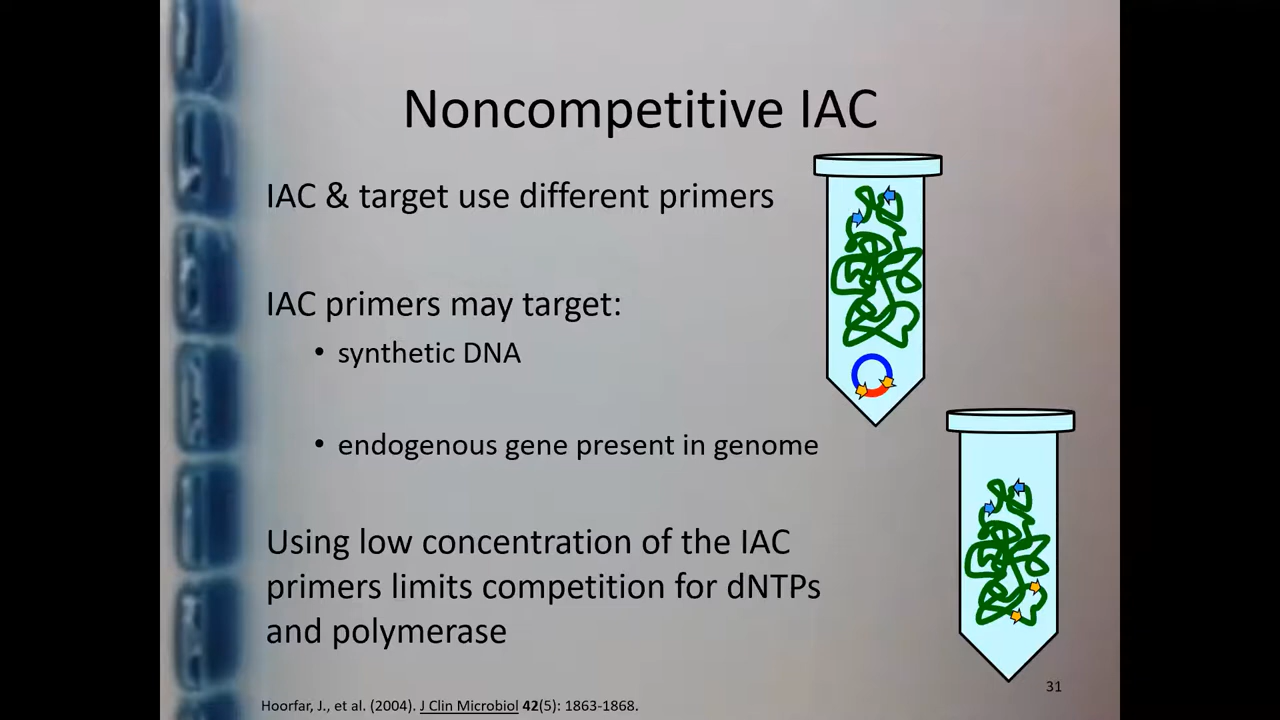 Noncompetitive IAC
IAC & target use different primers
IAC primers may target:
• synthetic DNA
• endogenous gene present in genome
Using low concentration of the IAC
primers limits competition for dNTPs
and polymerase
31
Hoorfar, J., et al. (2004). J Clin Microbiol 42(5): 1863-1868.